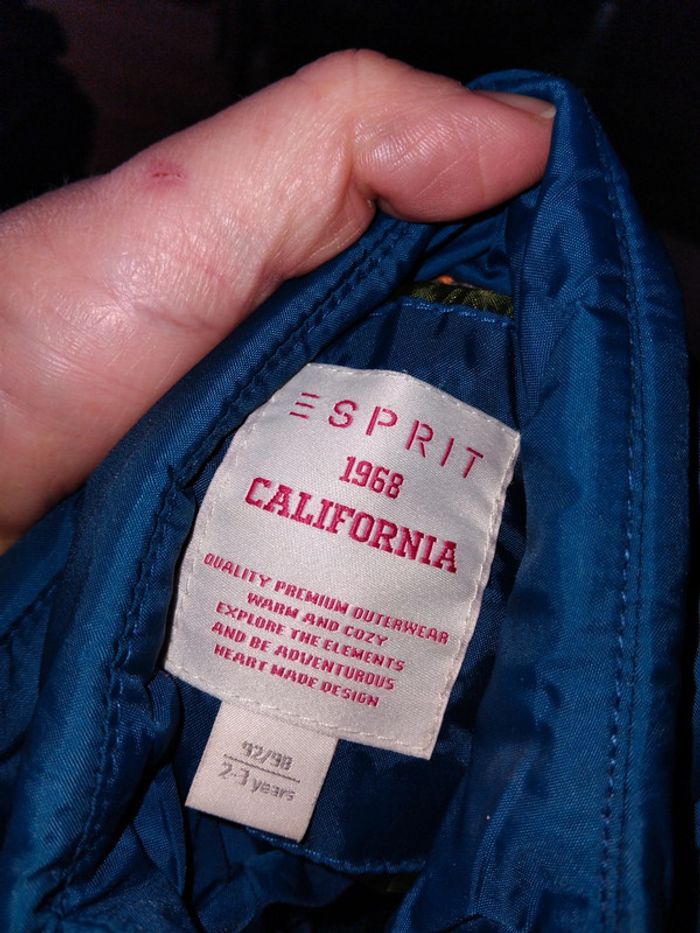 ESPRIT
1968
CALIFORNIA
QUALITY PREMIUM OUTERWEAR
WARM AND COZY
EXPLORE THE ELEMENTS
AND BE ADVENTUROUS
HEART MADE DESIGN
92/98
2-3 years